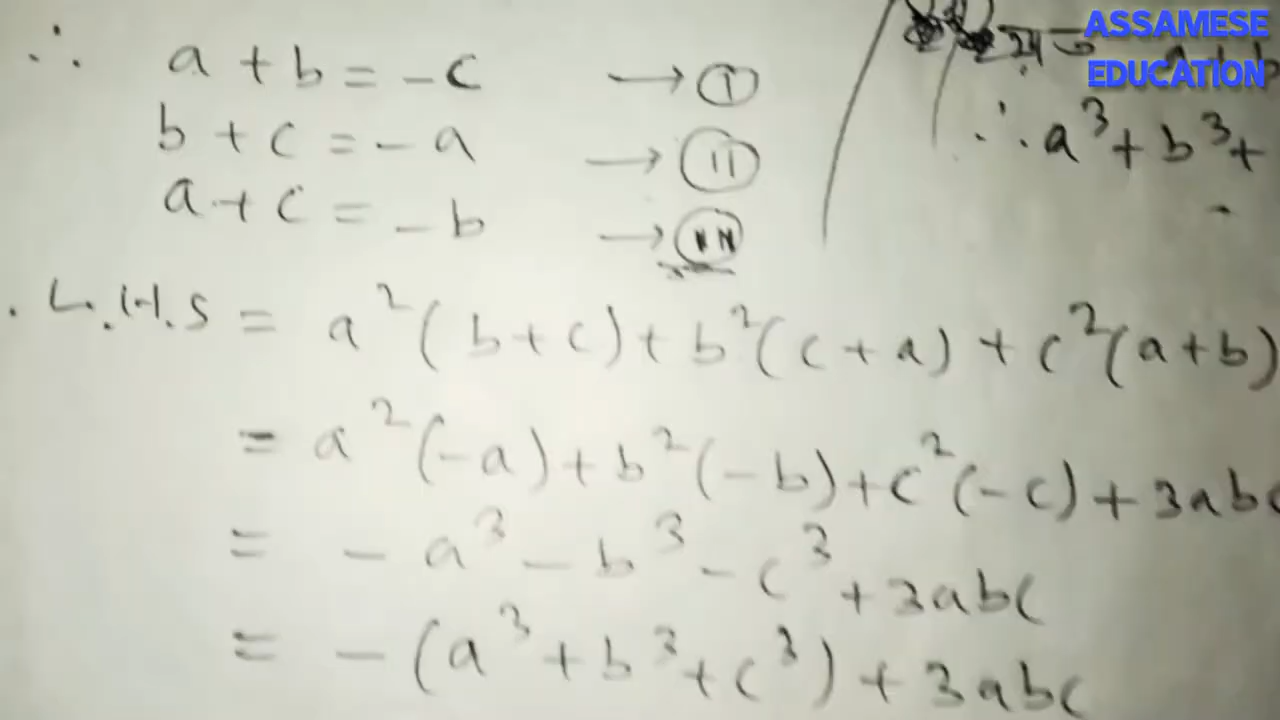 ∴ a + b = -c → (I)
b + c = -a → (II)
a + c = -b → (III)
L.H.S = a²(b+c) + b²(c+a) + c²(a+b)
= a²(-a) + b²(-b) + c²(-c) + 3abc
= -a³ - b³ - c³ + 3abc
= -(a³ + b³ + c³) + 3abc
ASSAMESE
EDUCATION
∴ a³ + b³ +